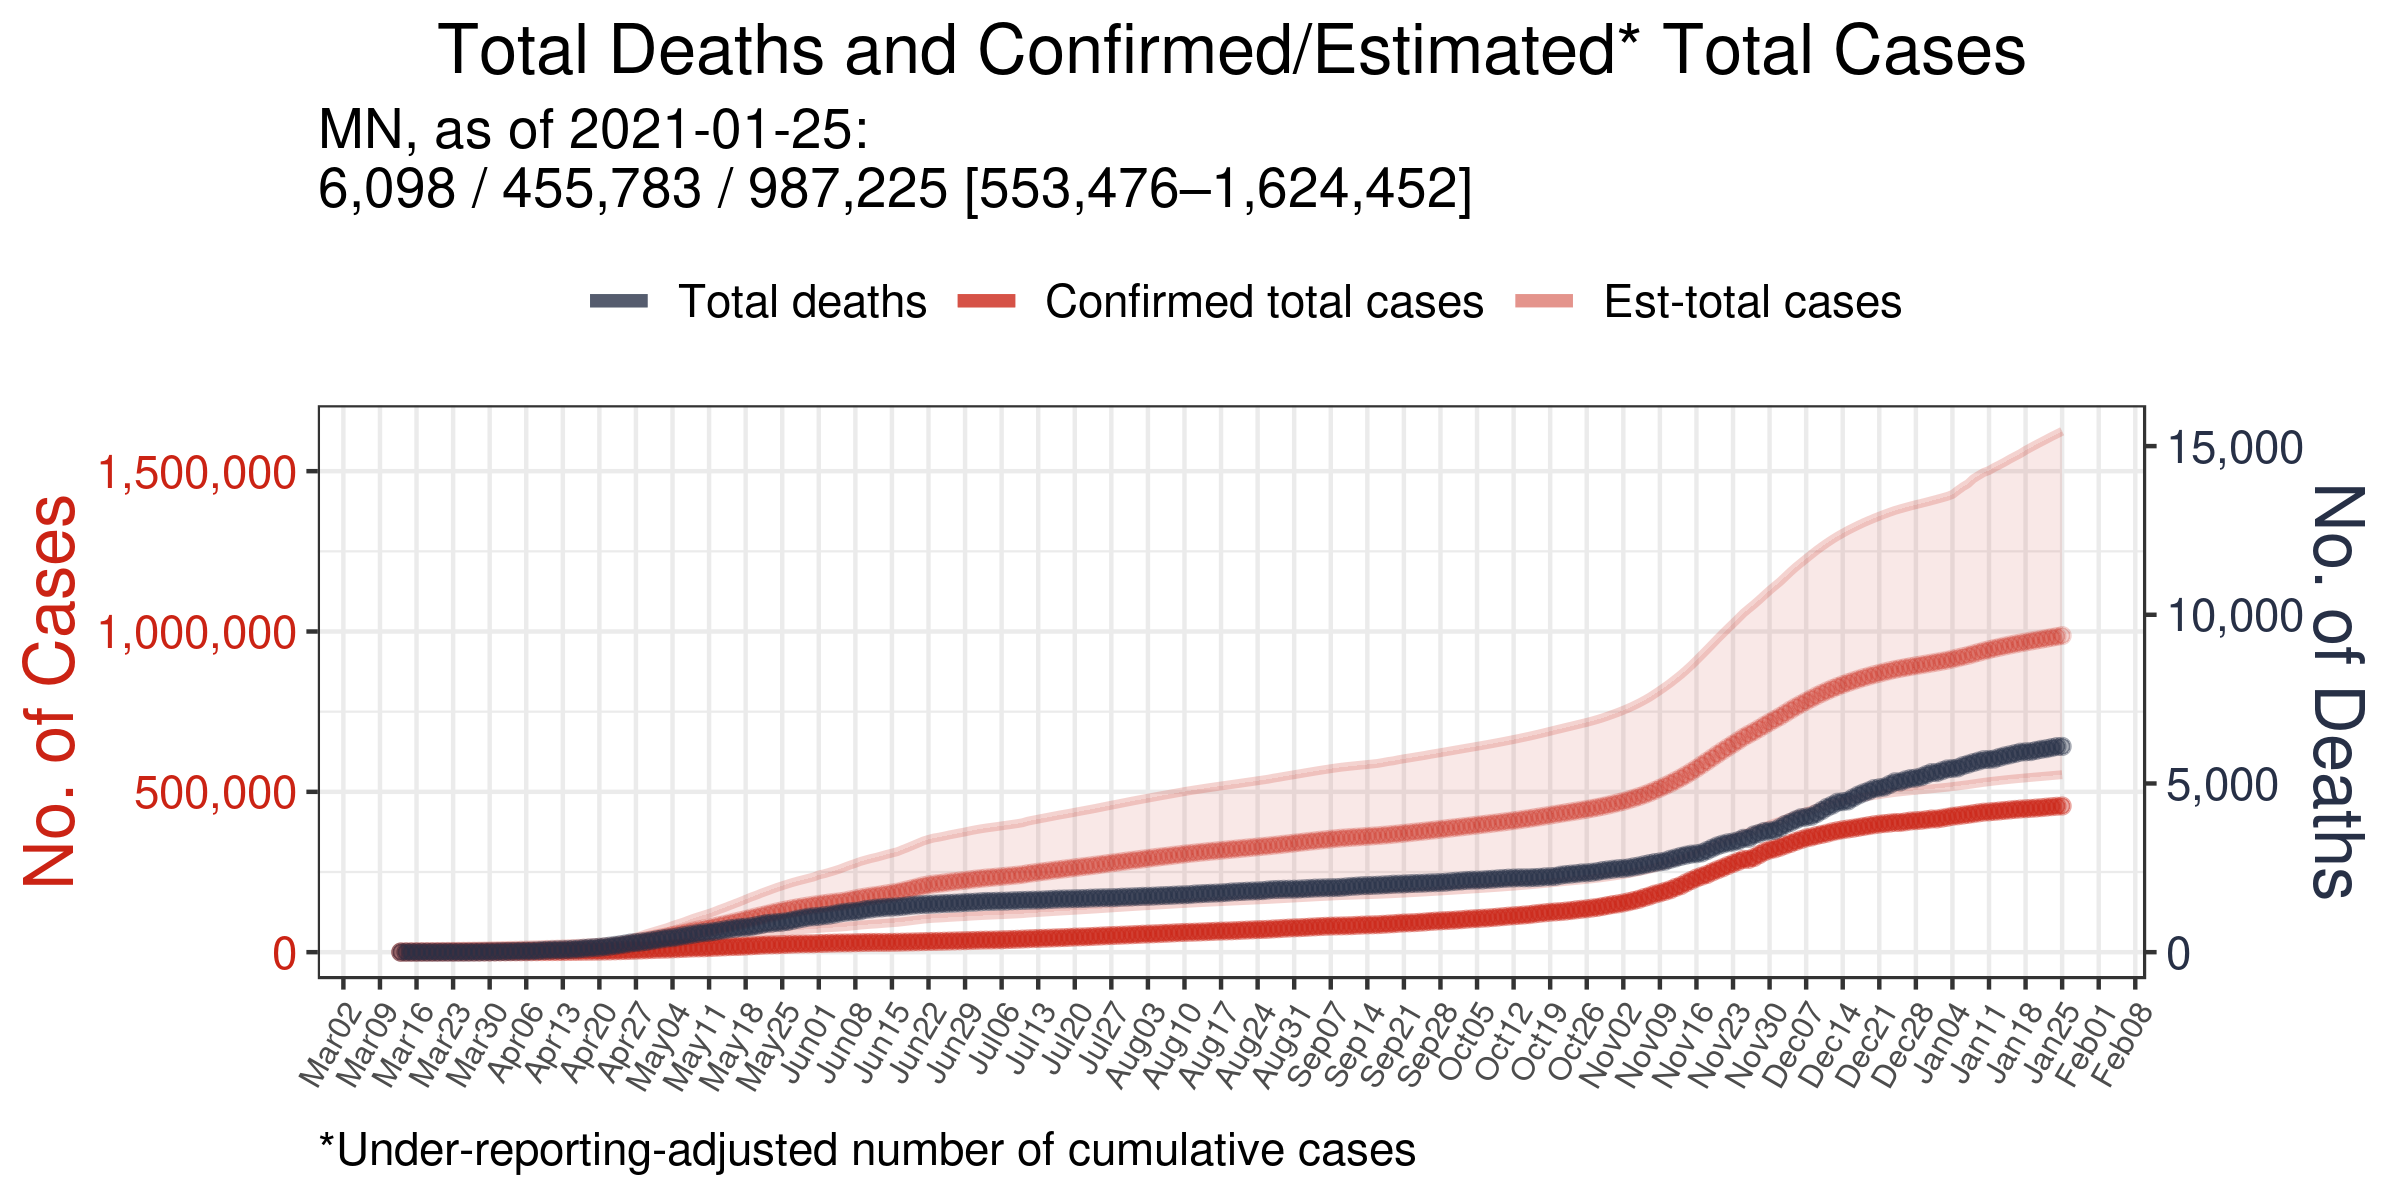 Total Deaths and Confirmed/Estimated* Total Cases
MN, as of 2021-01-25:
6,098 / 455,783 / 987,225 [553,476–1,624,452]
Total deaths
Confirmed total cases
Est-total cases
No. of Cases
1,500,000
1,000,000
500,000
0
15,000
10,000
5,000
0
No. of Deaths
Mar02
Mar09
Mar16
Mar23
Mar30
Apr06
Apr13
Apr20
Apr27
May04
May11
May18
May25
Jun01
Jun08
Jun15
Jun22
Jun29
Jul06
Jul13
Jul20
Jul27
Aug03
Aug10
Aug17
Aug24
Aug31
Sep07
Sep14
Sep21
Sep28
Oct05
Oct12
Oct19
Oct26
Nov02
Nov09
Nov16
Nov23
Nov30
Dec07
Dec14
Dec21
Dec28
Jan04
Jan11
Jan18
Jan25
Feb01
Feb08
*Under-reporting-adjusted number of cumulative cases